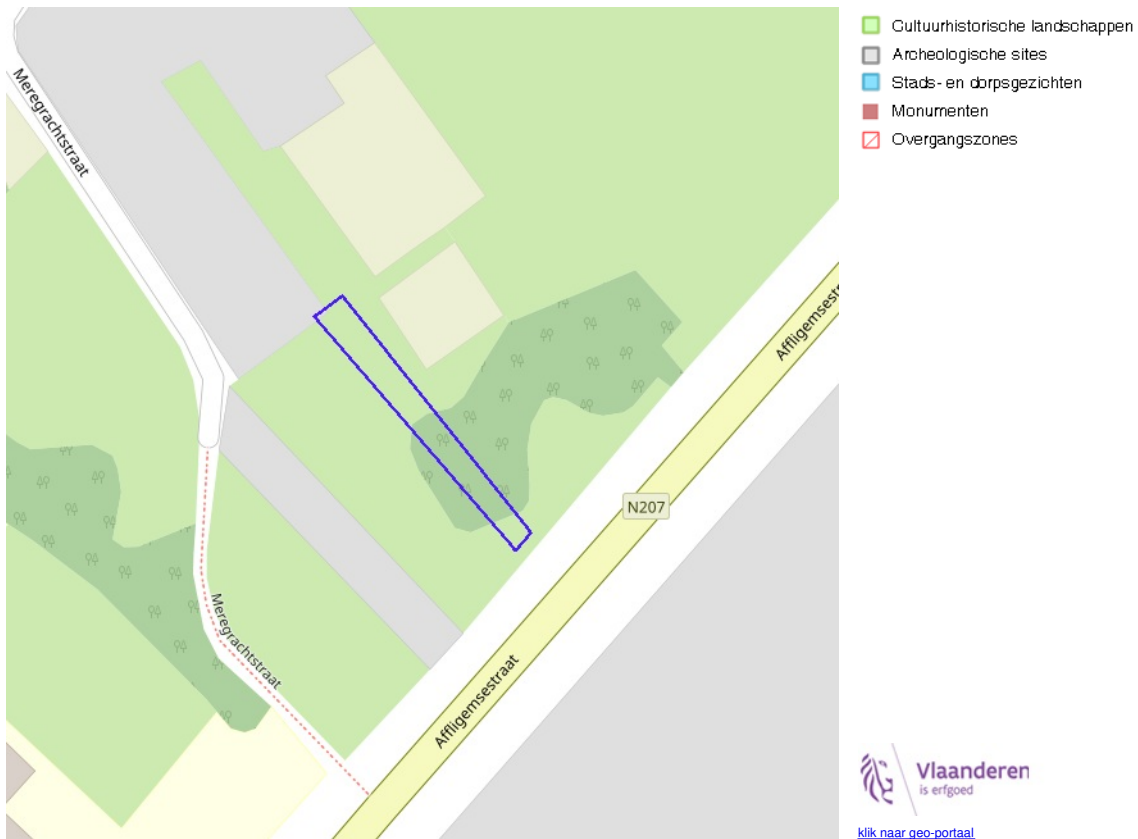 Meregrachtstraat
Affligemsestr
N207
Meregrachtstraat
Affligemsestraat
Cultuurhistorische landschappen
Archeologische sites
Stads- en dorpsgezichten
Monumenten
Overgangszones
Vlaanderen
is erfgoed
klik naar geo-portaal